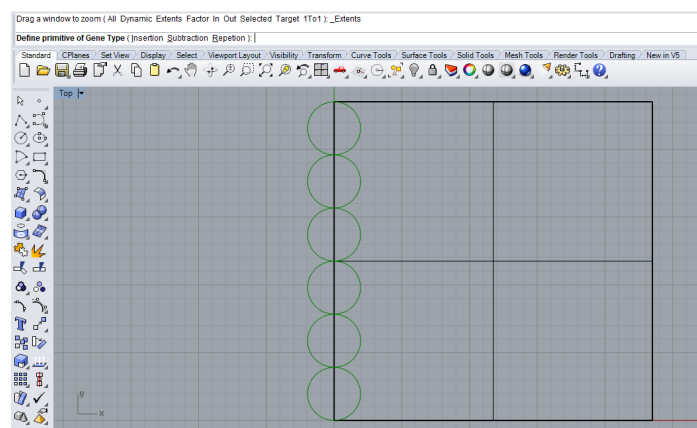 Drag a window to zoom ( All Dynamic Extents Factor In Out Selected Target 1To1 ): _Extents
Define primitive of Gene Type ( Insertion Subtraction Repetion ):
Standard CPlanes Set View Display Select Viewport Layout Visibility Transform Curve Tools Surface Tools Solid Tools Mesh Tools Render Tools Drafting New in V5
Top
y
x